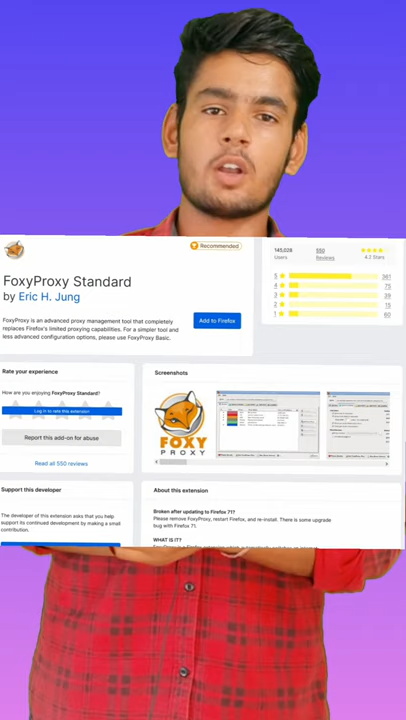 Recommended
FoxyProxy Standard
by Eric H. Jung
FoxyProxy is an advanced proxy management tool that completely
replaces Firefox's limited proxying capabilities. For a simpler tool and
less advanced configuration options, please use FoxyProxy Basic.
Add to Firefox
145,028
Users
550
Reviews
4.2 Stars
5 361
4 75
3 39
2 15
1 60
Rate your experience
How are you enjoying FoxyProxy Standard?
Log in to rate this extension
Report this add-on for abuse
Read all 550 reviews
Screenshots
FOXY
PROXY
Support this developer
The developer of this extension asks that you help
support its continued development by making a small
contribution.
About this extension
Broken after updating to Firefox 71?
Please remove FoxyProxy, restart Firefox, and re-install. There is some upgrade
bug with Firefox 71.
WHAT IS IT?